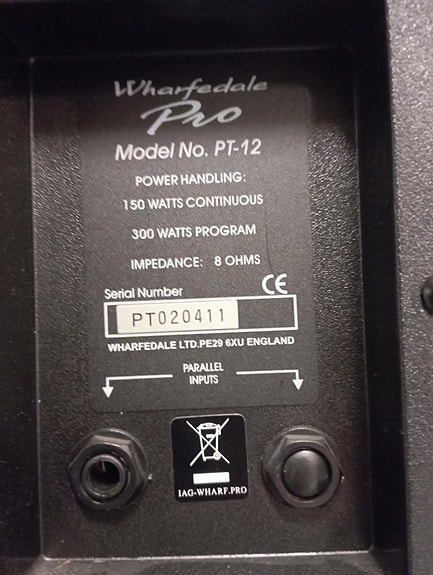 Wharfedale
Pro
Model No. PT-12
POWER HANDLING:
150 WATTS CONTINUOUS
300 WATTS PROGRAM
IMPEDANCE: 8 OHMS
CE
Serial Number
PT020411
WHARFEDALE LTD.PE29 6XU ENGLAND
PARALLEL
INPUTS
IAG-WHARF.PRO